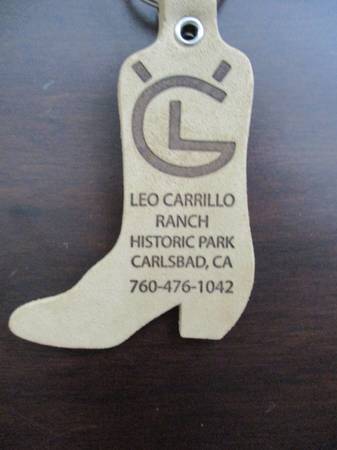 LEO CARRILLO
RANCH
HISTORIC PARK
CARLSBAD, CA
760-476-1042